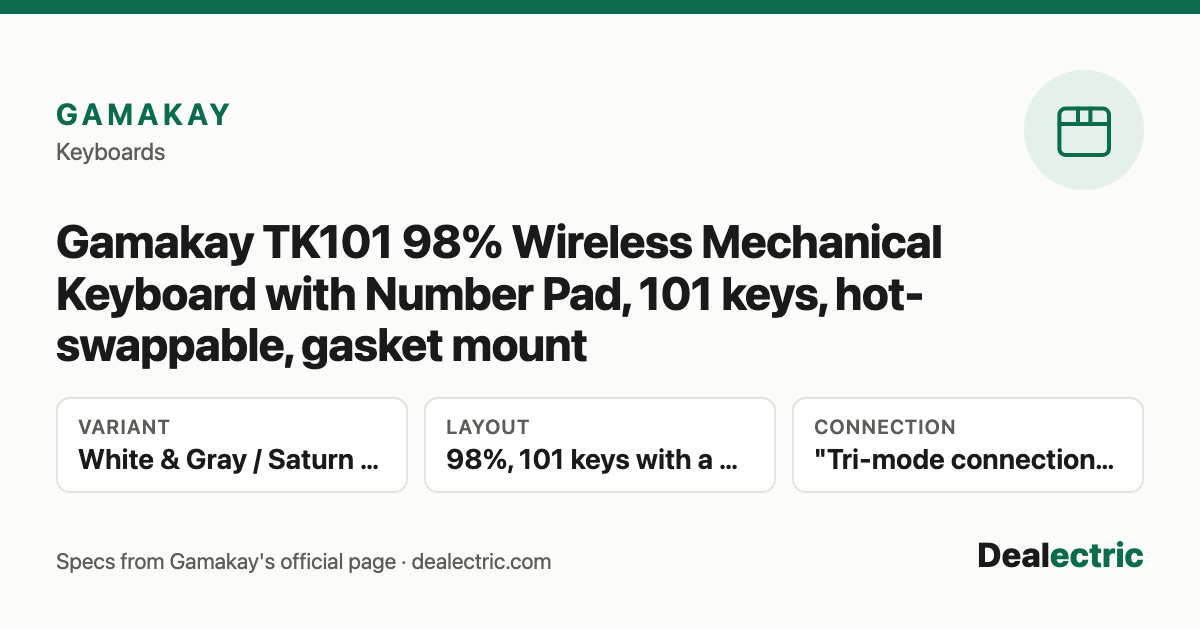 GAMAKAY
Keyboards
Gamakay TK101 98% Wireless Mechanical
Keyboard with Number Pad, 101 keys, hot-
swappable, gasket mount
VARIANT
White & Gray / Saturn ...
LAYOUT
98%, 101 keys with a ...
CONNECTION
"Tri-mode connection...
Specs from Gamakay's official page · dealectric.com
Dealectric